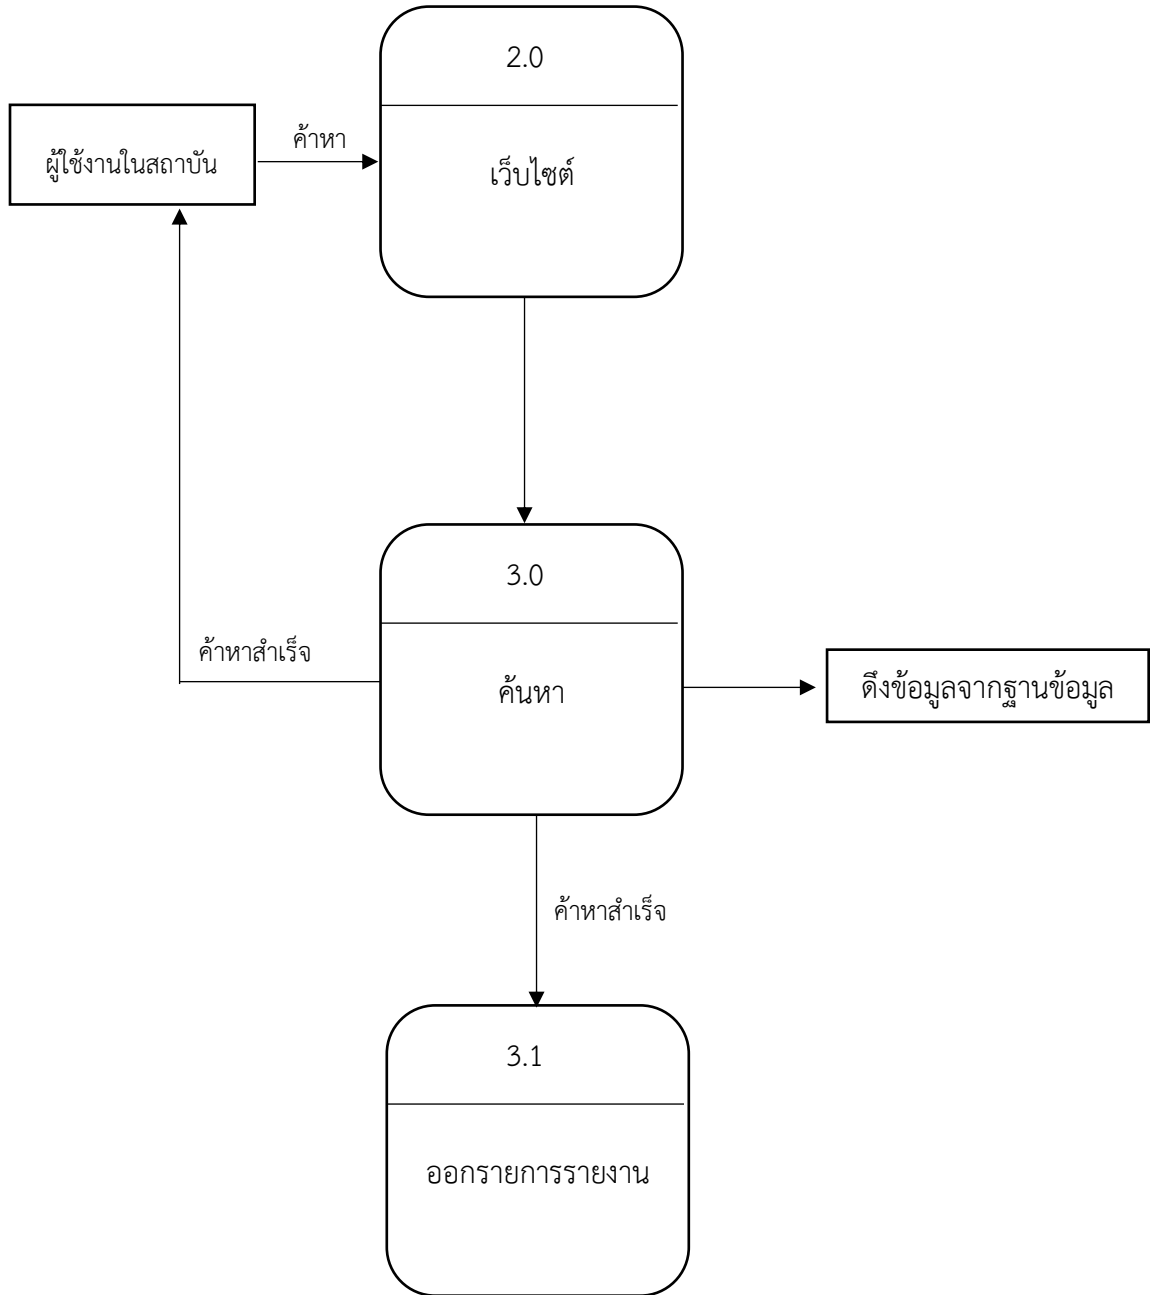 2.0
ผู้ใช้งานในสถาบัน
ค้าหา
เว็บไซต์
3.0
ค้าหาสำเร็จ
ค้นหา
ดึงข้อมูลจากฐานข้อมูล
ค้าหาสำเร็จ
3.1
ออกรายการรายงาน